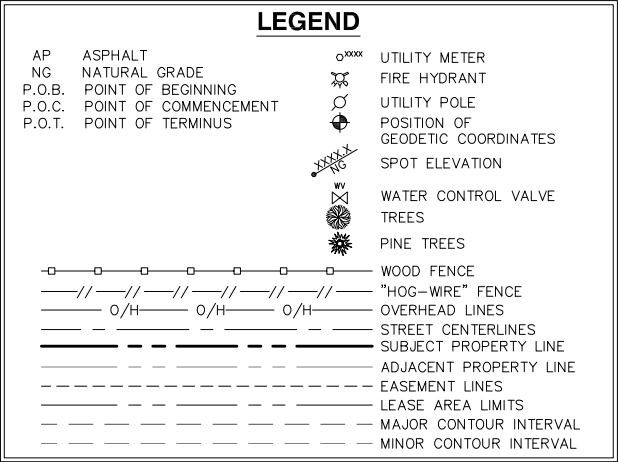 LEGEND
AP ASPHALT
NG NATURAL GRADE
P.O.B. POINT OF BEGINNING
P.O.C. POINT OF COMMENCEMENT
P.O.T. POINT OF TERMINUS
XXXX UTILITY METER
FIRE HYDRANT
UTILITY POLE
POSITION OF
GEODETIC COORDINATES
XXXX.X
NG
SPOT ELEVATION
WV
WATER CONTROL VALVE
TREES
PINE TREES
WOOD FENCE
"HOG-WIRE" FENCE
O/H O/H O/H OVERHEAD LINES
STREET CENTERLINES
SUBJECT PROPERTY LINE
ADJACENT PROPERTY LINE
EASEMENT LINES
LEASE AREA LIMITS
MAJOR CONTOUR INTERVAL
MINOR CONTOUR INTERVAL